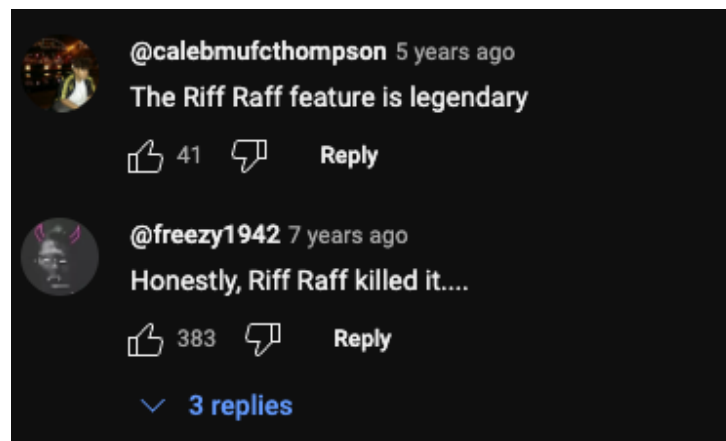 @calebmufcthompson 5 years ago
The Riff Raff feature is legendary
41 Reply
@freezy1942 7 years ago
Honestly, Riff Raff killed it....
383 Reply
3 replies